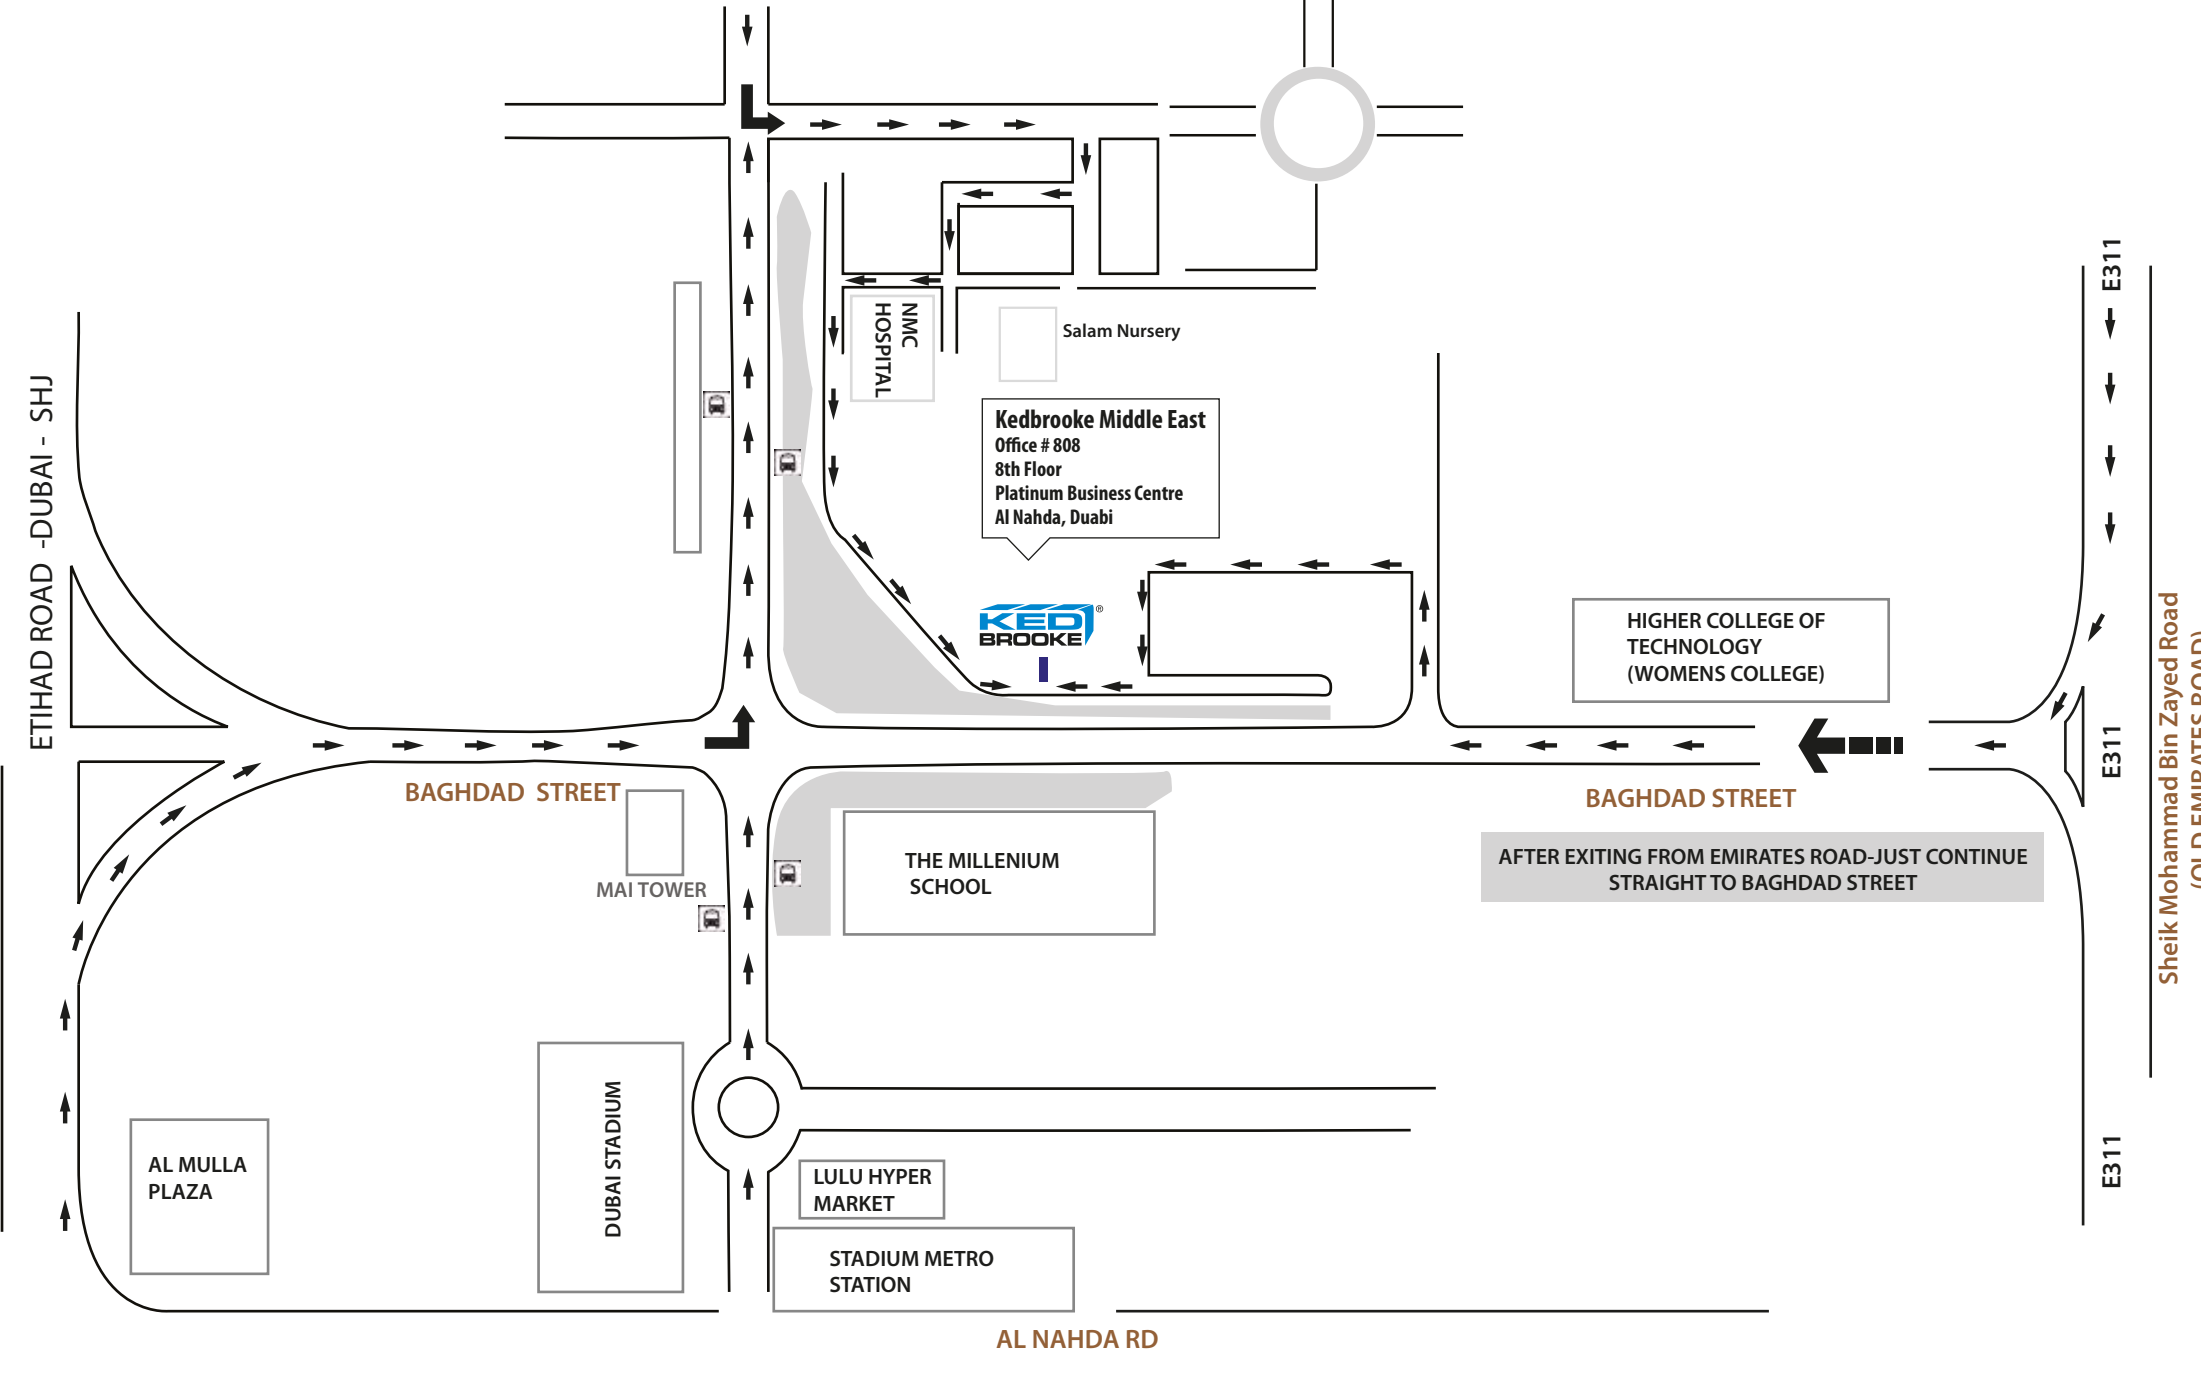 E311
NMC
HOSPITAL
Salam Nursery
ETIHAD ROAD -DUBAI - SHJ
Kedbrooke Middle East
Office # 808
8th Floor
Platinum Business Centre
Al Nahda, Duabi
KED®
BROOKE
HIGHER COLLEGE OF
TECHNOLOGY
(WOMENS COLLEGE)
Sheik Mohammad Bin Zayed Road
(OLD EMIRATES ROAD)
E311
BAGHDAD STREET
BAGHDAD STREET
AFTER EXITING FROM EMIRATES ROAD-JUST CONTINUE
STRAIGHT TO BAGHDAD STREET
MAI TOWER
THE MILLENIUM
SCHOOL
DUBAI STADIUM
AL MULLA
PLAZA
LULU HYPER
MARKET
E311
STADIUM METRO
STATION
AL NAHDA RD